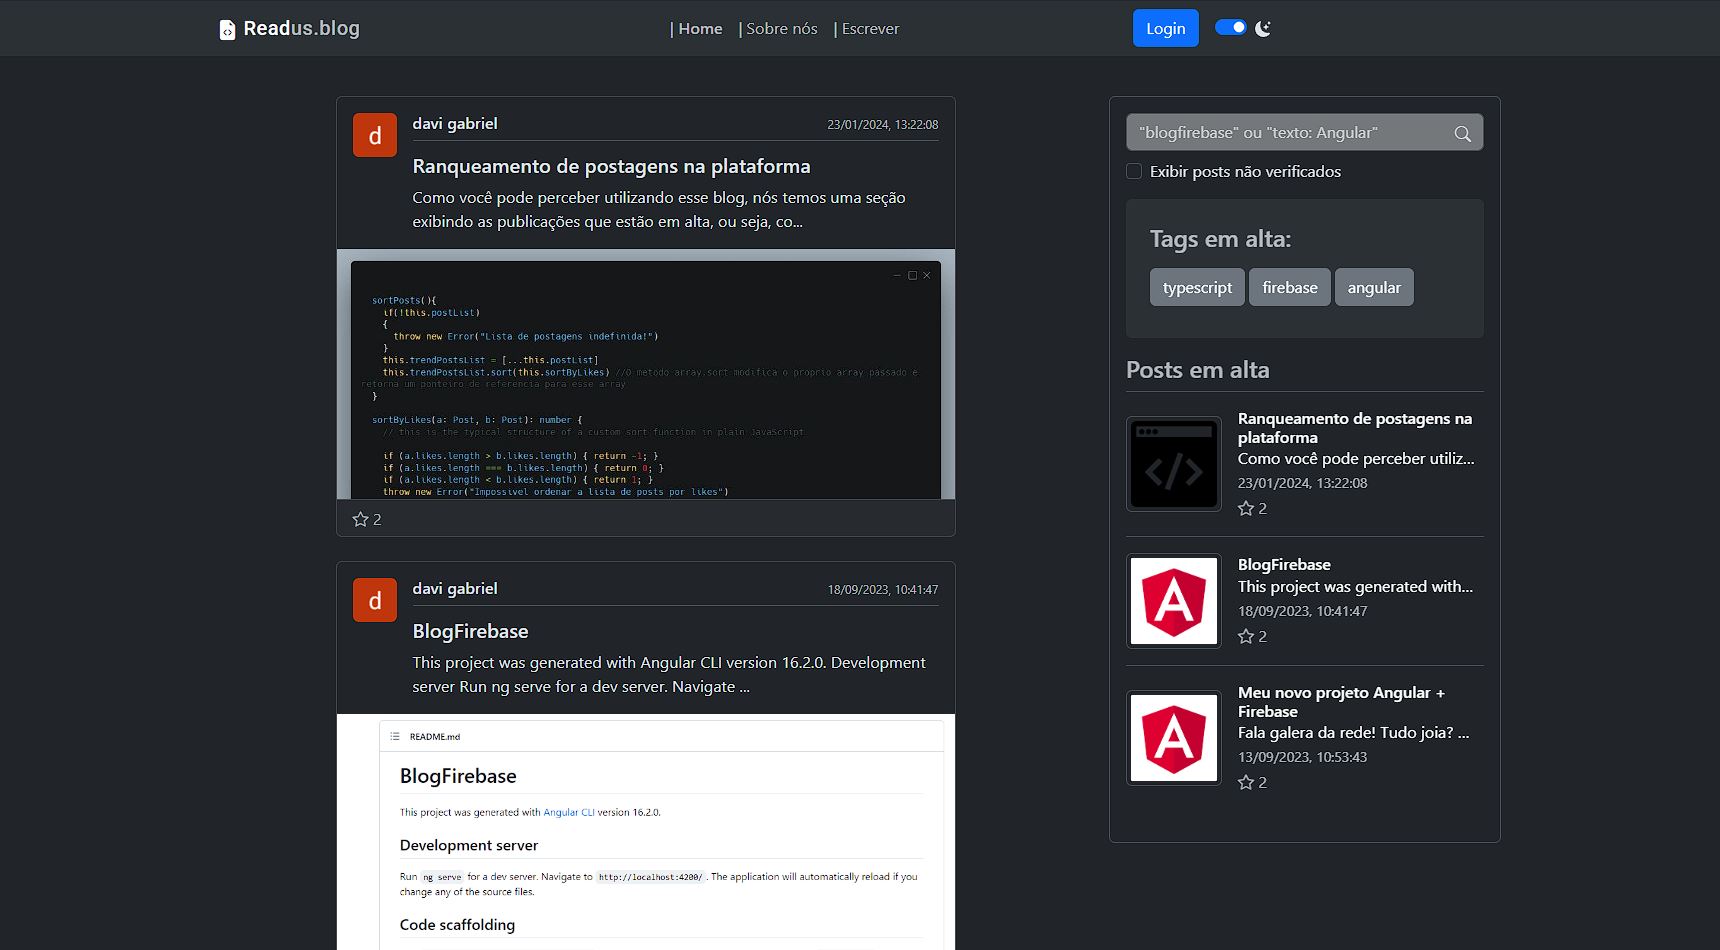 Readus.blog
| Home | Sobre nós | Escrever
Login
d
davi gabriel
23/01/2024, 13:22:08
Ranqueamento de postagens na plataforma
Como você pode perceber utilizando esse blog, nós temos uma seção
exibindo as publicações que estão em alta, ou seja, co...
sortPosts(){
if(!this.postList)
{
throw new Error("Lista de postagens indefinida!")
}
this.trendPostsList = [...this.postList]
this.trendPostsList.sort(this.sortByLikes) //O metodo array.sort modifica o proprio array passado e
retorna um ponteiro de referencia para esse array
}
sortByLikes(a: Post, b: Post): number {
// this is the typical structure of a custom sort function in plain JavaScript
if (a.likes.length > b.likes.length) { return -1; }
if (a.likes.length === b.likes.length) { return 0; }
if (a.likes.length < b.likes.length) { return 1; }
throw new Error("Impossivel ordenar a lista de posts por likes")
2
d
davi gabriel
18/09/2023, 10:41:47
BlogFirebase
This project was generated with Angular CLI version 16.2.0. Development
server Run ng serve for a dev server. Navigate ...
README.md
BlogFirebase
This project was generated with Angular CLI version 16.2.0.
Development server
Run ng serve for a dev server. Navigate to http://localhost:4200/. The application will automatically reload if you
change any of the source files.
Code scaffolding
"blogfirebase" ou "texto: Angular"
Exibir posts não verificados
Tags em alta:
typescript firebase angular
Posts em alta
</>
Ranqueamento de postagens na
plataforma
Como você pode perceber utiliz...
23/01/2024, 13:22:08
2
A
BlogFirebase
This project was generated with...
18/09/2023, 10:41:47
2
A
Meu novo projeto Angular +
Firebase
Fala galera da rede! Tudo joia? ...
13/09/2023, 10:53:43
2